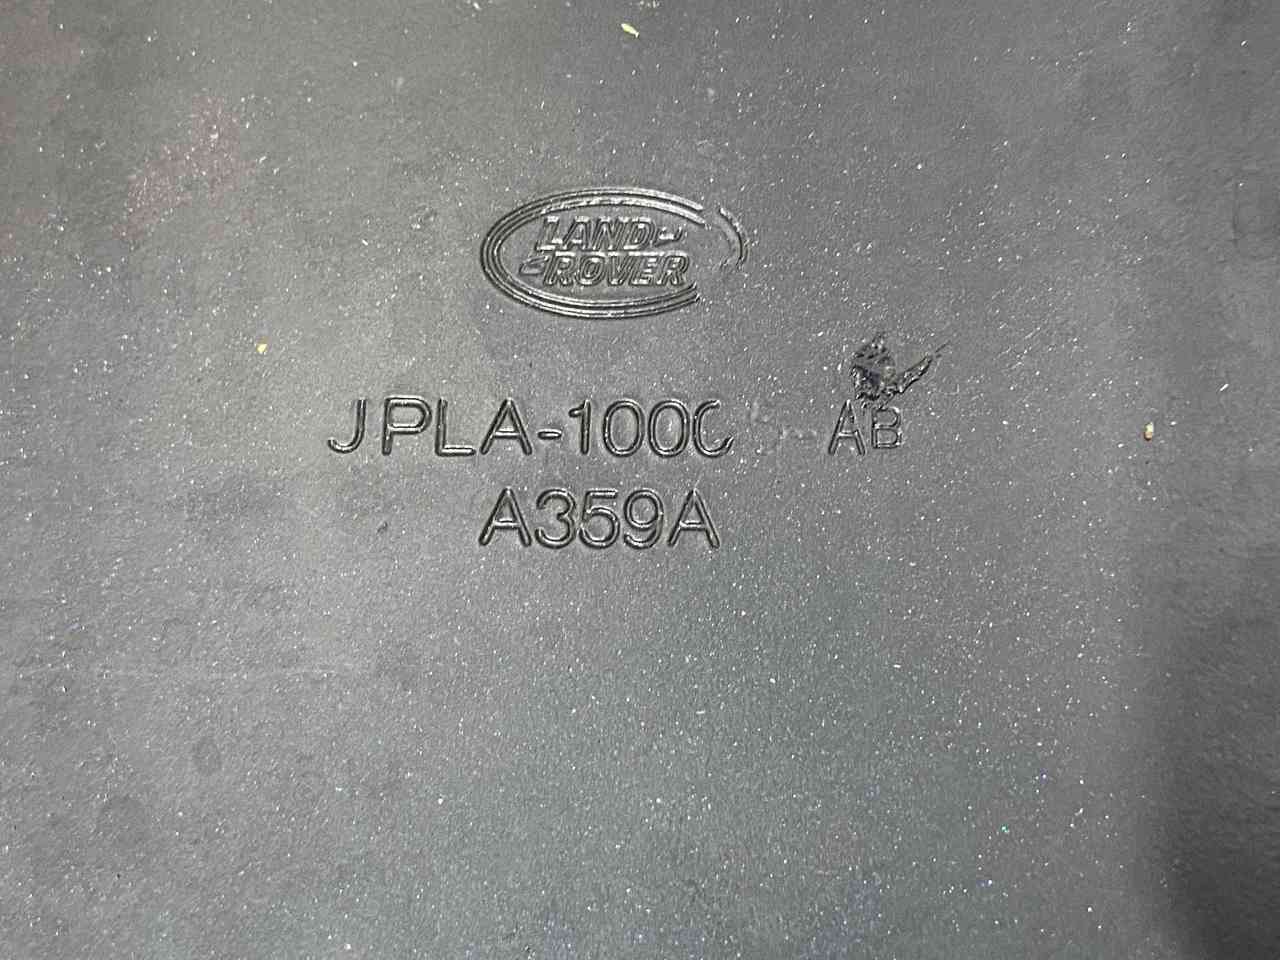 LAND-
-ROVER
JPLA-1000 AB
A359A